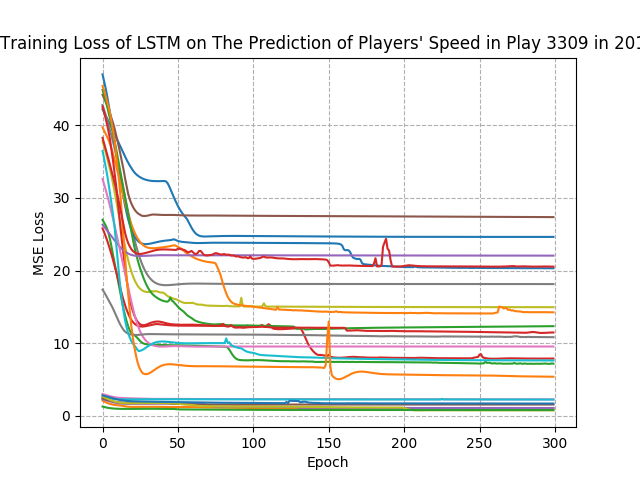 Training Loss of LSTM on The Prediction of Players' Speed in Play 3309 in 201
MSE Loss
40
30
20
10
0
0 50 100 150 200 250 300
Epoch